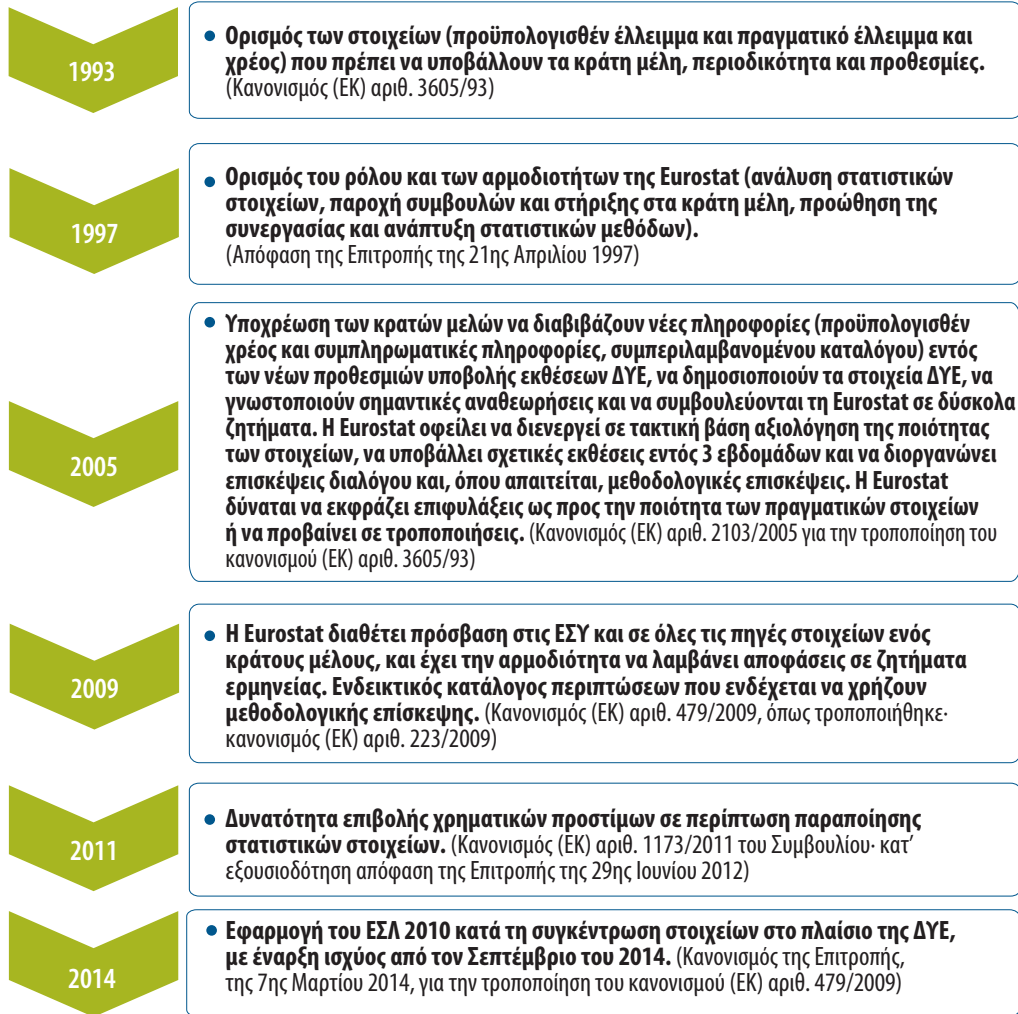 1993
• Ορισμός των στοιχείων (προϋπολογισθέν έλλειμμα και πραγματικό έλλειμμα και
χρέος) που πρέπει να υποβάλλουν τα κράτη μέλη, περιοδικότητα και προθεσμίες.
(Κανονισμός (ΕΚ) αριθ. 3605/93)
1997
• Ορισμός του ρόλου και των αρμοδιοτήτων της Eurostat (ανάλυση στατιστικών
στοιχείων, παροχή συμβουλών και στήριξης στα κράτη μέλη, προώθηση της
συνεργασίας και ανάπτυξη στατιστικών μεθόδων).
(Απόφαση της Επιτροπής της 21ης Απριλίου 1997)
2005
• Υποχρέωση των κρατών μελών να διαβιβάζουν νέες πληροφορίες (προϋπολογισθέν
χρέος και συμπληρωματικές πληροφορίες, συμπεριλαμβανομένου καταλόγου) εντός
των νέων προθεσμιών υποβολής εκθέσεων ΔΥΕ, να δημοσιοποιούν τα στοιχεία ΔΥΕ, να
γνωστοποιούν σημαντικές αναθεωρήσεις και να συμβουλεύονται τη Eurostat σε δύσκολα
ζητήματα. Η Eurostat οφείλει να διενεργεί σε τακτική βάση αξιολόγηση της ποιότητας
των στοιχείων, να υποβάλλει σχετικές εκθέσεις εντός 3 εβδομάδων και να διοργανώνει
επισκέψεις διαλόγου και, όπου απαιτείται, μεθοδολογικές επισκέψεις. Η Eurostat
δύναται να εκφράζει επιφυλάξεις ως προς την ποιότητα των πραγματικών στοιχείων
ή να προβαίνει σε τροποποιήσεις. (Κανονισμός (ΕΚ) αριθ. 2103/2005 για την τροποποίηση του
κανονισμού (ΕΚ) αριθ. 3605/93)
2009
• Η Eurostat διαθέτει πρόσβαση στις ΕΣΥ και σε όλες τις πηγές στοιχείων ενός
κράτους μέλους, και έχει την αρμοδιότητα να λαμβάνει αποφάσεις σε ζητήματα
ερμηνείας. Ενδεικτικός κατάλογος περιπτώσεων που ενδέχεται να χρήζουν
μεθοδολογικής επίσκεψης. (Κανονισμός (ΕΚ) αριθ. 479/2009, όπως τροποποιήθηκε·
κανονισμός (ΕΚ) αριθ. 223/2009)
2011
• Δυνατότητα επιβολής χρηματικών προστίμων σε περίπτωση παραποίησης
στατιστικών στοιχείων. (Κανονισμός (ΕΚ) αριθ. 1173/2011 του Συμβουλίου· κατ’
εξουσιοδότηση απόφαση της Επιτροπής της 29ης Ιουνίου 2012)
2014
• Εφαρμογή του ΕΣΛ 2010 κατά τη συγκέντρωση στοιχείων στο πλαίσιο της ΔΥΕ,
με έναρξη ισχύος από τον Σεπτέμβριο του 2014. (Κανονισμός της Επιτροπής,
της 7ης Μαρτίου 2014, για την τροποποίηση του κανονισμού (ΕΚ) αριθ. 479/2009)